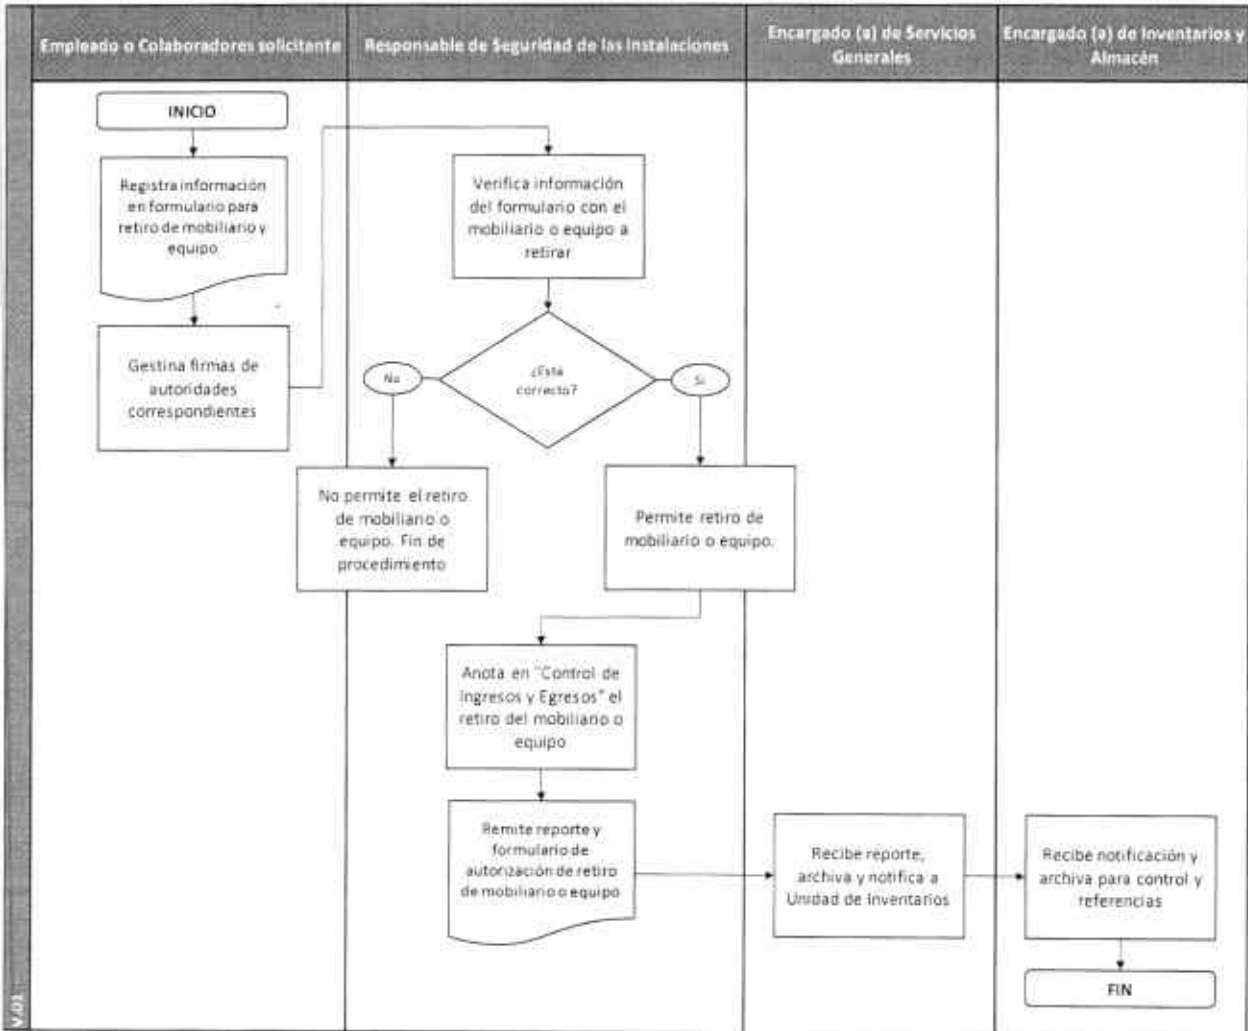 Empleado o Colaboradores solicitante
Responsable de Seguridad de las Instalaciones
Encargado (a) de Servicios
Generales
Encargado (a) de Inventarios y
Almacén
INICIO
Registra información
en formulario para
retiro de mobiliario y
equipo
Gestina firmas de
autoridades
correspondientes
Verifica información
del formulario con el
mobiliario o equipo a
retirar
¿Está
correcto?
No
Si
No permite el retiro
de mobiliario o
equipo. Fin de
procedimiento
Permite retiro de
mobiliario o equipo.
Anota en "Control de
Ingresos y Egresos" el
retiro del mobiliario o
equipo
Remite reporte y
formulario de
autorización de retiro
de mobiliario o equipo
Recibe reporte,
archiva y notifica a
Unidad de Inventarios
Recibe notificación y
archiva para control y
referencias
FIN
V.01